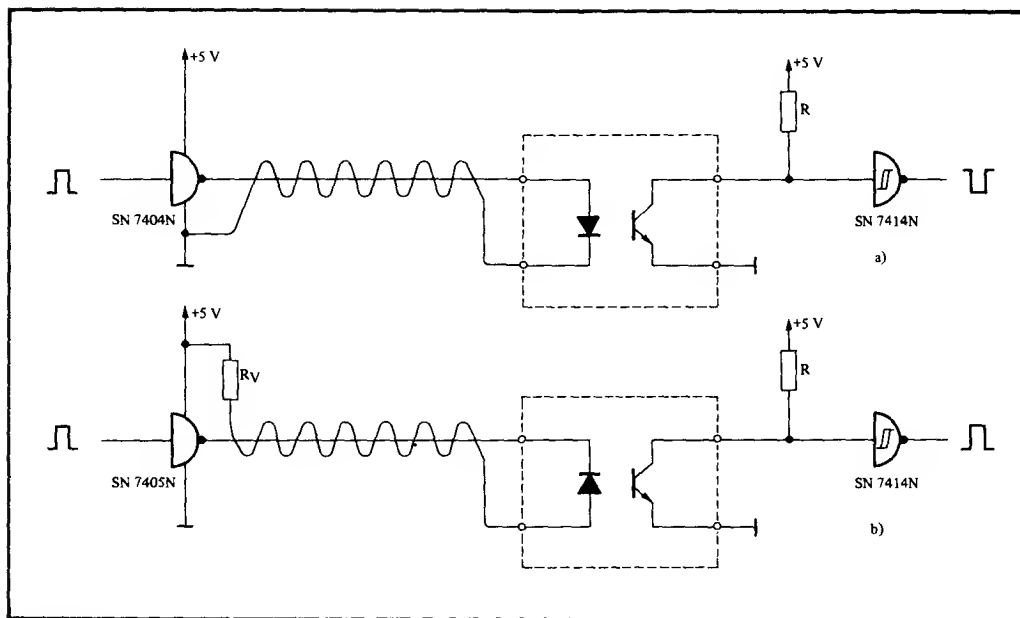 +5 V
+5 V
R
SN 7404N
SN 7414N
a)
+5 V
+5 V
RV
R
SN 7405N
SN 7414N
b)